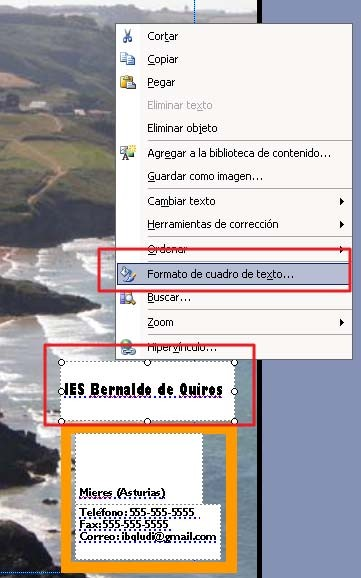 Cortar
Copiar
Pegar
Eliminar texto
Eliminar objeto
Agregar a la biblioteca de contenido...
Guardar como imagen...
Cambiar texto
Herramientas de corrección
Ordenar
Formato de cuadro de texto...
Buscar...
Zoom
Hipervínculo...
IES Bernaldo de Quiros
Mieres (Asturias)
Teléfono: 555-555-5555
Fax: 555-555-5555
Correo: ibqludi@gmail.com